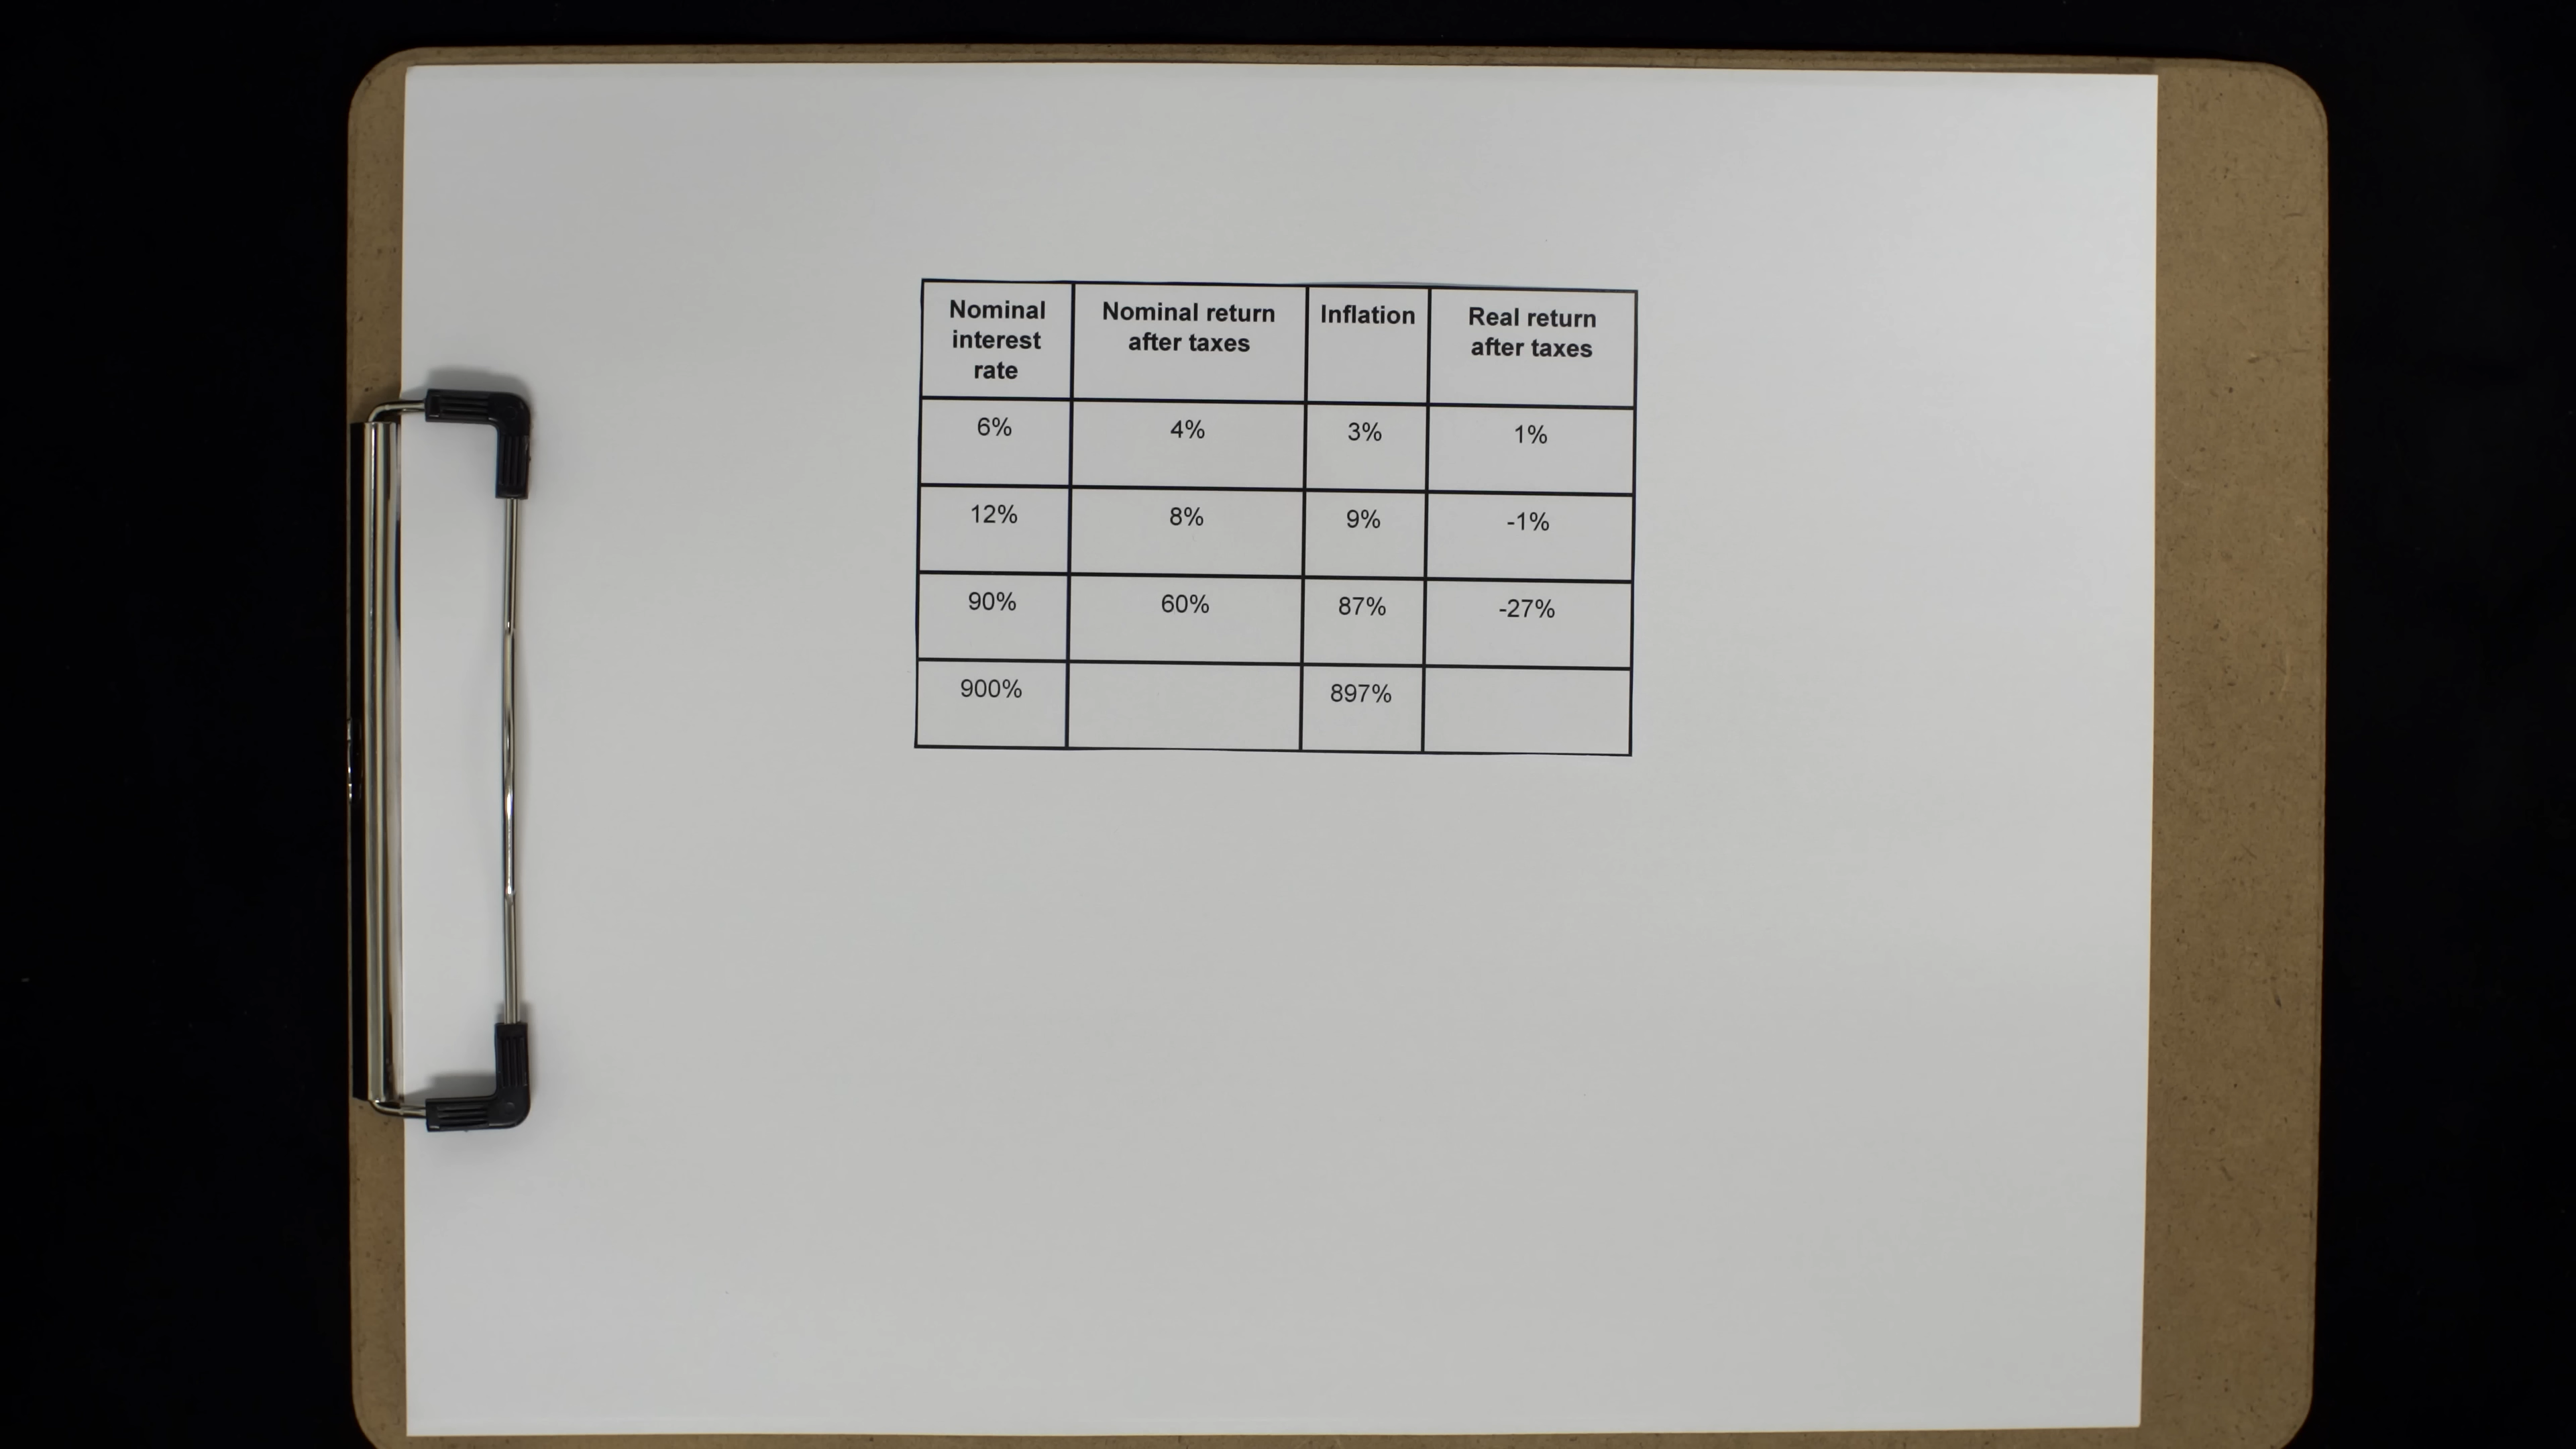 Nominal interest rate
Nominal return after taxes
Inflation
Real return after taxes
6% 4% 3% 1%
12% 8% 9% -1%
90% 60% 87% -27%
900% 897%